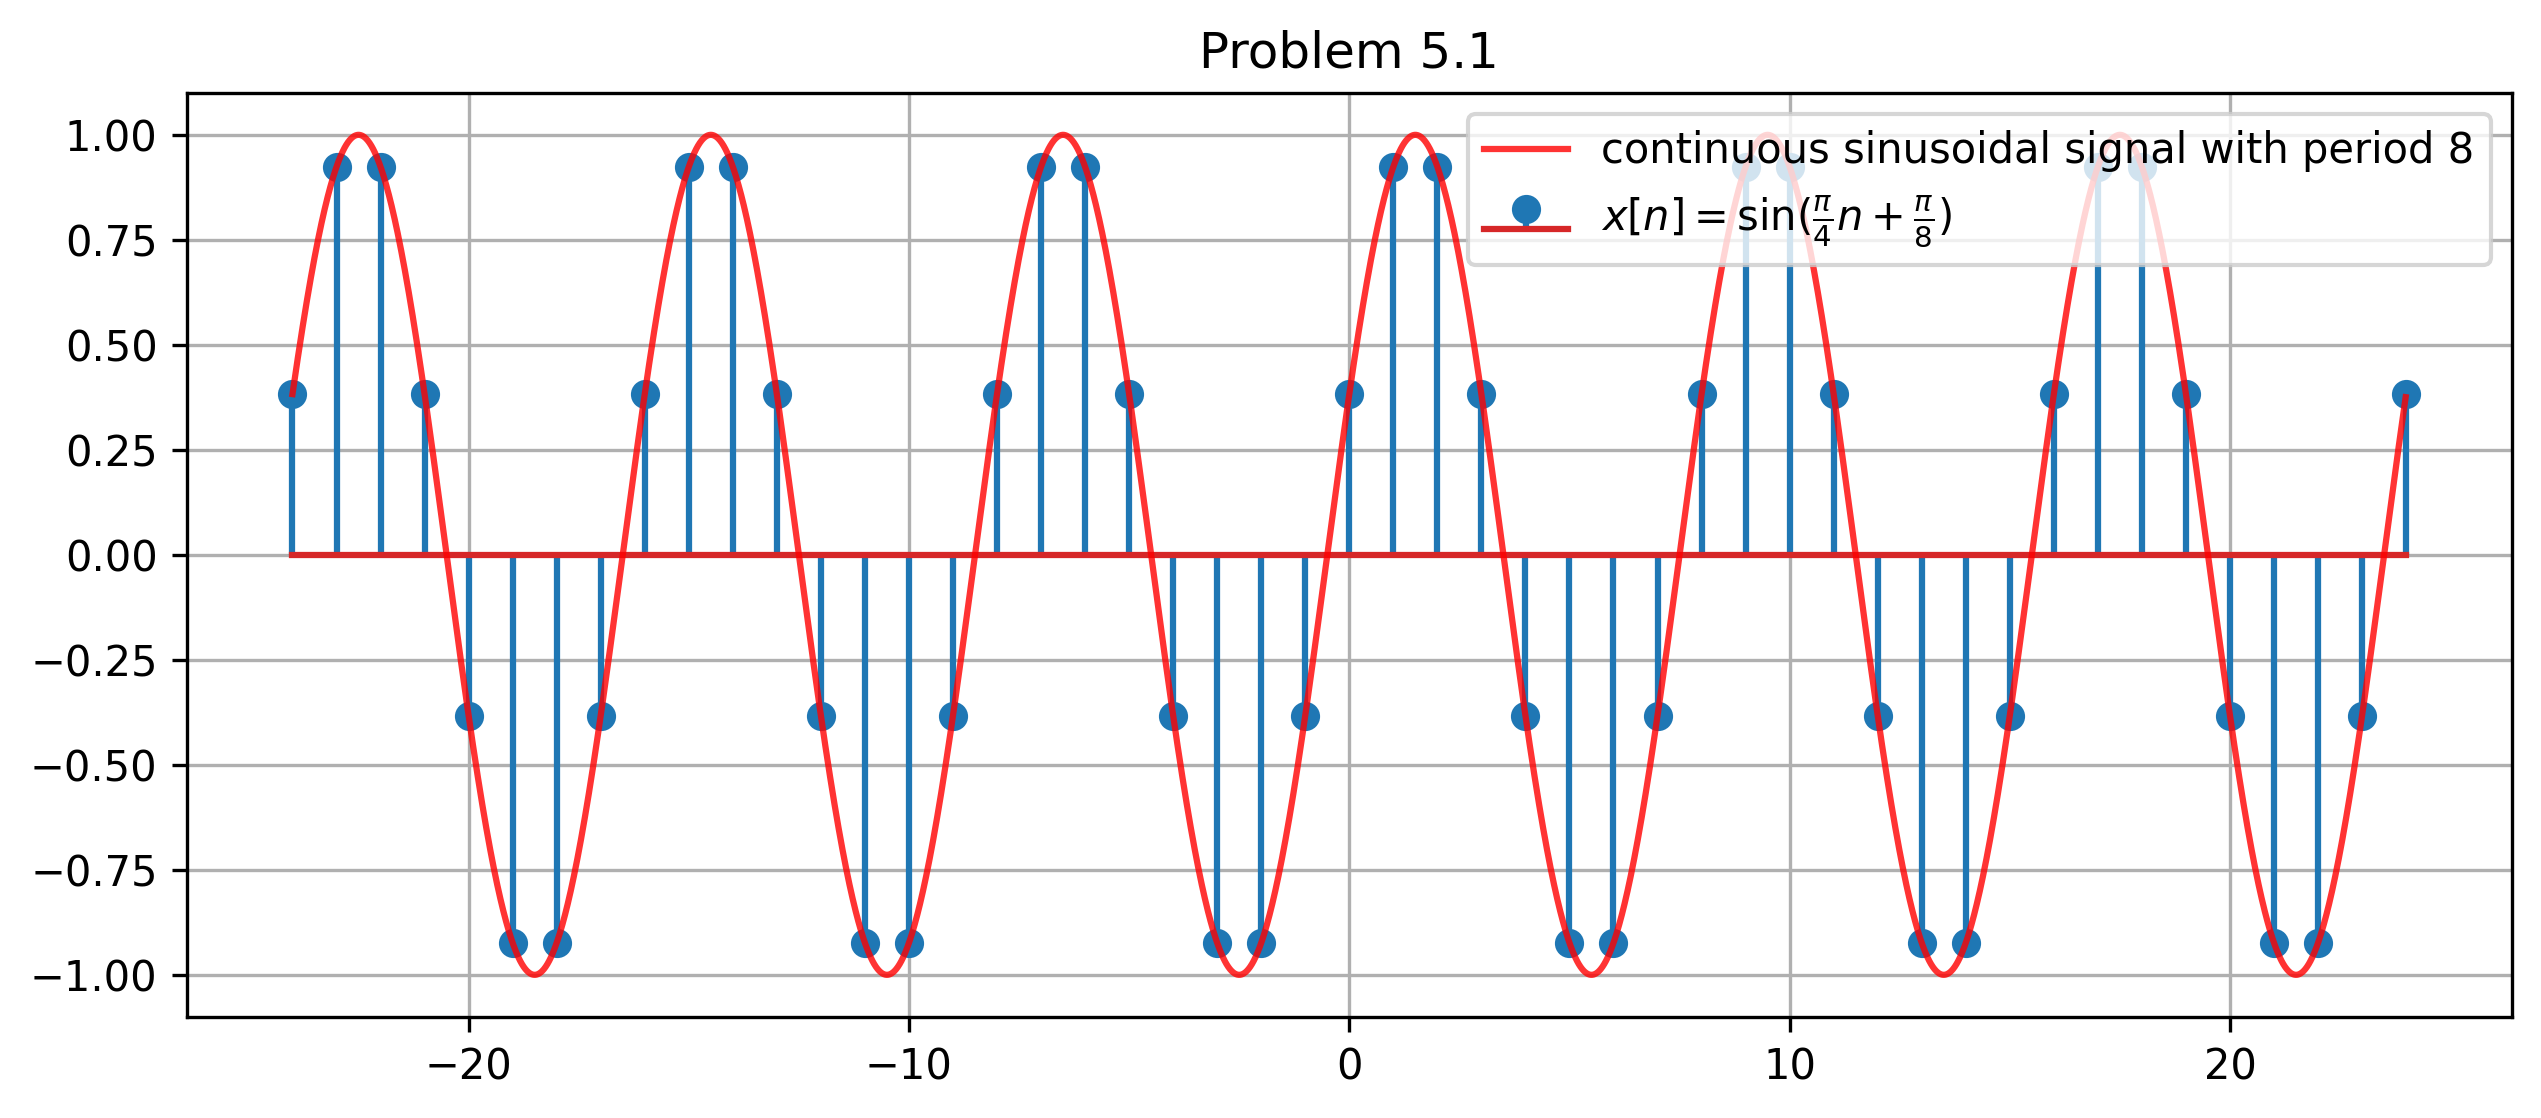 Problem 5.1
continuous sinusoidal signal with period 8
x[n] = sin(π/4 n + π/8)
1.00
0.75
0.50
0.25
0.00
−0.25
−0.50
−0.75
−1.00
−20 −10 0 10 20